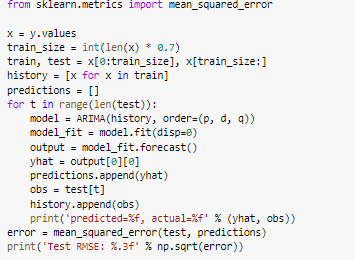 from sklearn.metrics import mean_squared_error

x = y.values
train_size = int(len(x) * 0.7)
train, test = x[0:train_size], x[train_size:]
history = [x for x in train]
predictions = []
for t in range(len(test)):
    model = ARIMA(history, order=(p, d, q))
    model_fit = model.fit(disp=0)
    output = model_fit.forecast()
    yhat = output[0][0]
    predictions.append(yhat)
    obs = test[t]
    history.append(obs)
    print('predicted=%f, actual=%f' % (yhat, obs))
error = mean_squared_error(test, predictions)
print('Test RMSE: %.3f' % np.sqrt(error))